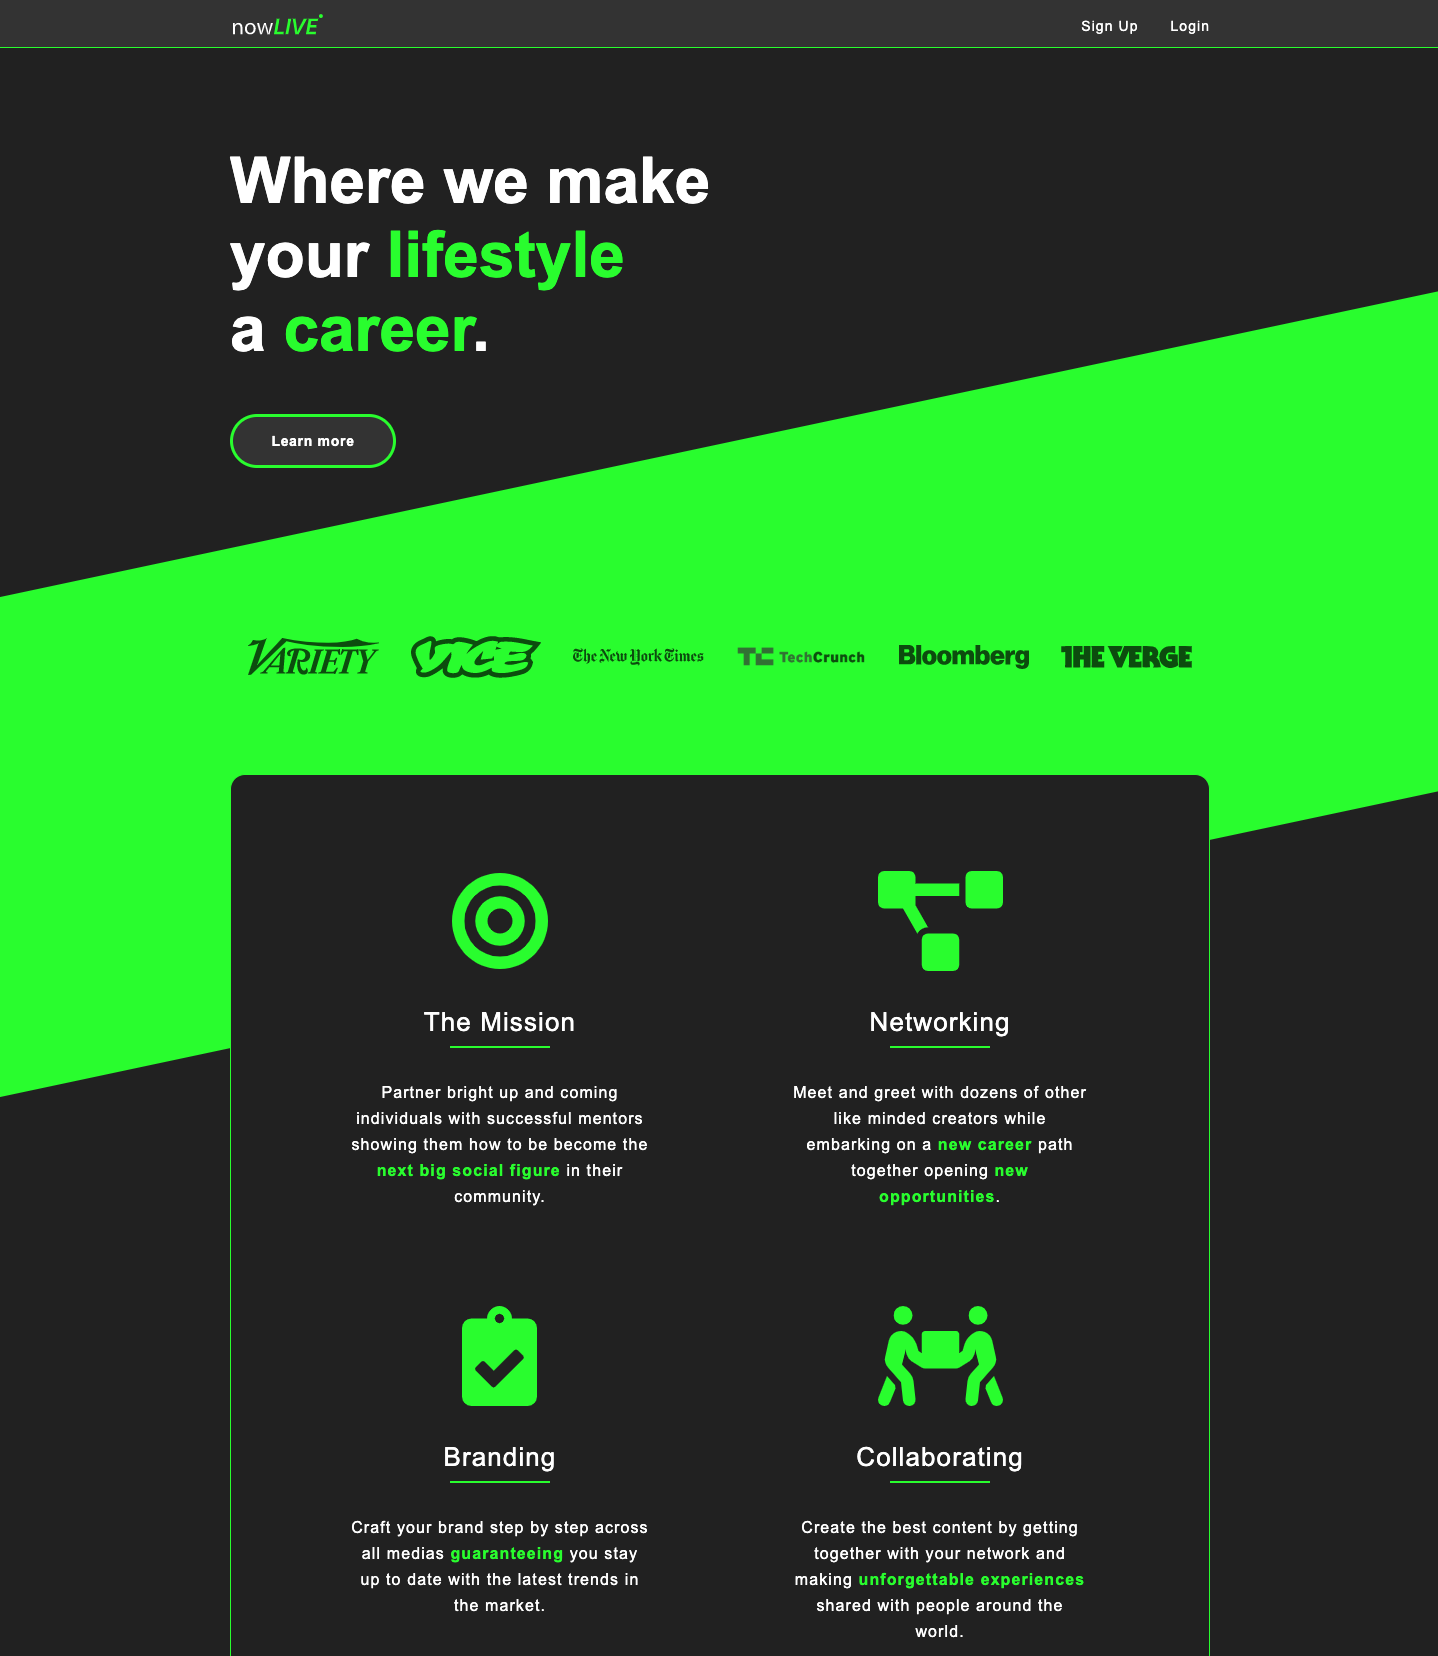 nowLIVE
Sign Up
Login
Where we make
your lifestyle
a career.
Learn more
VARIETY
VICE
The New York Times
TC TechCrunch
Bloomberg
THE VERGE
The Mission
Partner bright up and coming
individuals with successful mentors
showing them how to be become the
next big social figure in their
community.
Networking
Meet and greet with dozens of other
like minded creators while
embarking on a new career path
together opening new
opportunities.
Branding
Craft your brand step by step across
all medias guaranteeing you stay
up to date with the latest trends in
the market.
Collaborating
Create the best content by getting
together with your network and
making unforgettable experiences
shared with people around the
world.